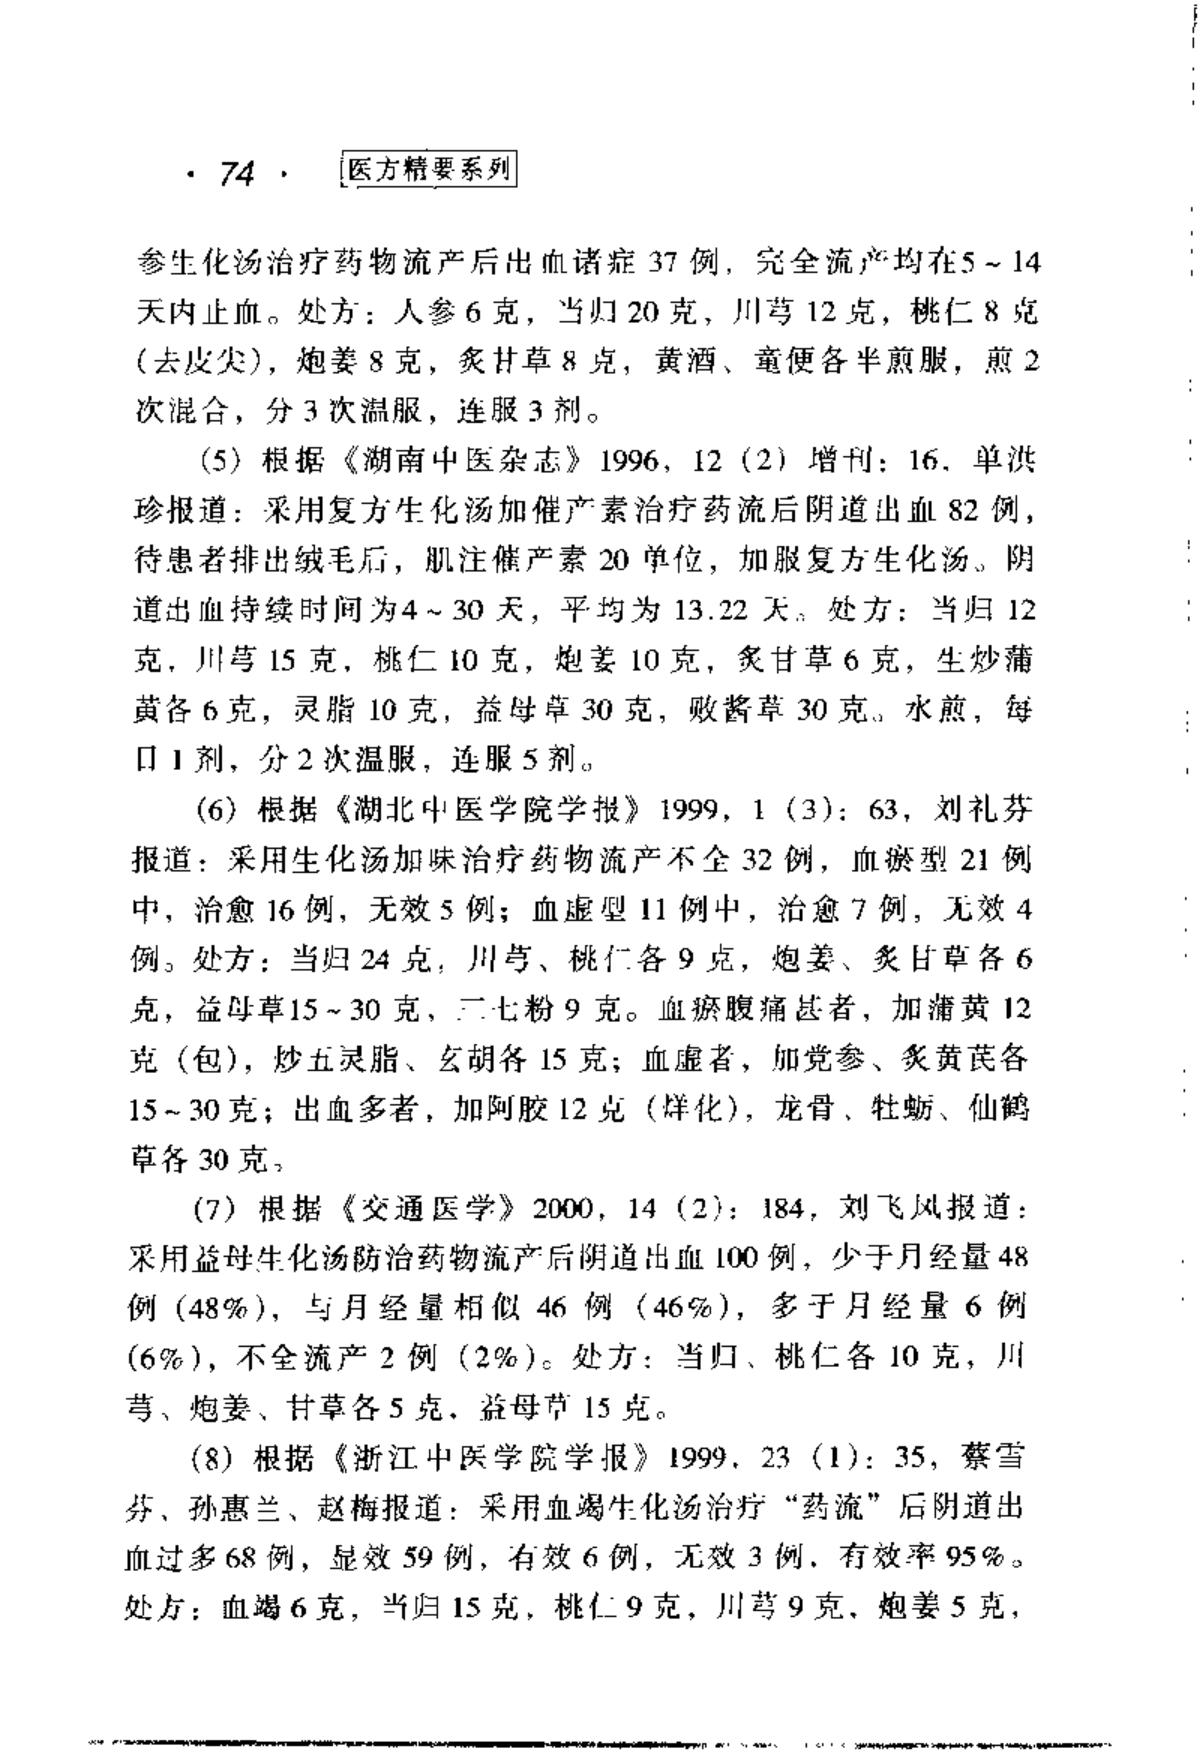 · 74 · 医方精要系列
参生化汤治疗药物流产后出血诸症 37 例，完全流产均在5~14
天内止血。处方：人参 6 克，当归 20 克，川芎 12 克，桃仁 8 克
（去皮尖），炮姜 8 克，炙甘草 8 克，黄酒、童便各半煎服，煎 2
次混合，分 3 次温服，连服 3 剂。
（5）根据《湖南中医杂志》1996，12（2）增刊：16，单洪
珍报道：采用复方生化汤加催产素治疗药流后阴道出血 82 例，
待患者排出绒毛后，肌注催产素 20 单位，加服复方生化汤。阴
道出血持续时间为4~30 天，平均为 13.22 天。处方：当归 12
克，川芎 15 克，桃仁 10 克，炮姜 10 克，炙甘草 6 克，生炒蒲
黄各 6 克，灵脂 10 克，益母草 30 克，败酱草 30 克。水煎，每
日 1 剂，分 2 次温服，连服 5 剂。
（6）根据《湖北中医学院学报》1999，1（3）：63，刘礼芬
报道：采用生化汤加味治疗药物流产不全 32 例，血瘀型 21 例
中，治愈 16 例，无效 5 例；血虚型 11 例中，治愈 7 例，无效 4
例。处方：当归 24 克，川芎、桃仁各 9 克，炮姜、炙甘草各 6
克，益母草15~30 克，三七粉 9 克。血瘀腹痛甚者，加蒲黄 12
克（包），炒五灵脂、玄胡各 15 克；血虚者，加党参、炙黄芪各
15~30 克；出血多者，加阿胶 12 克（烊化），龙骨、牡蛎、仙鹤
草各 30 克。
（7）根据《交通医学》2000，14（2）：184，刘飞凤报道：
采用益母生化汤防治药物流产后阴道出血 100 例，少于月经量 48
例（48%），与月经量相似 46 例（46%），多于月经量 6 例
（6%），不全流产 2 例（2%）。处方：当归、桃仁各 10 克，川
芎、炮姜、甘草各 5 克，益母草 15 克。
（8）根据《浙江中医学院学报》1999，23（1）：35，蔡雪
芬、孙惠兰、赵梅报道：采用血竭生化汤治疗“药流”后阴道出
血过多 68 例，显效 59 例，有效 6 例，无效 3 例，有效率 95%。
处方：血竭 6 克，当归 15 克，桃仁 9 克，川芎 9 克，炮姜 5 克，